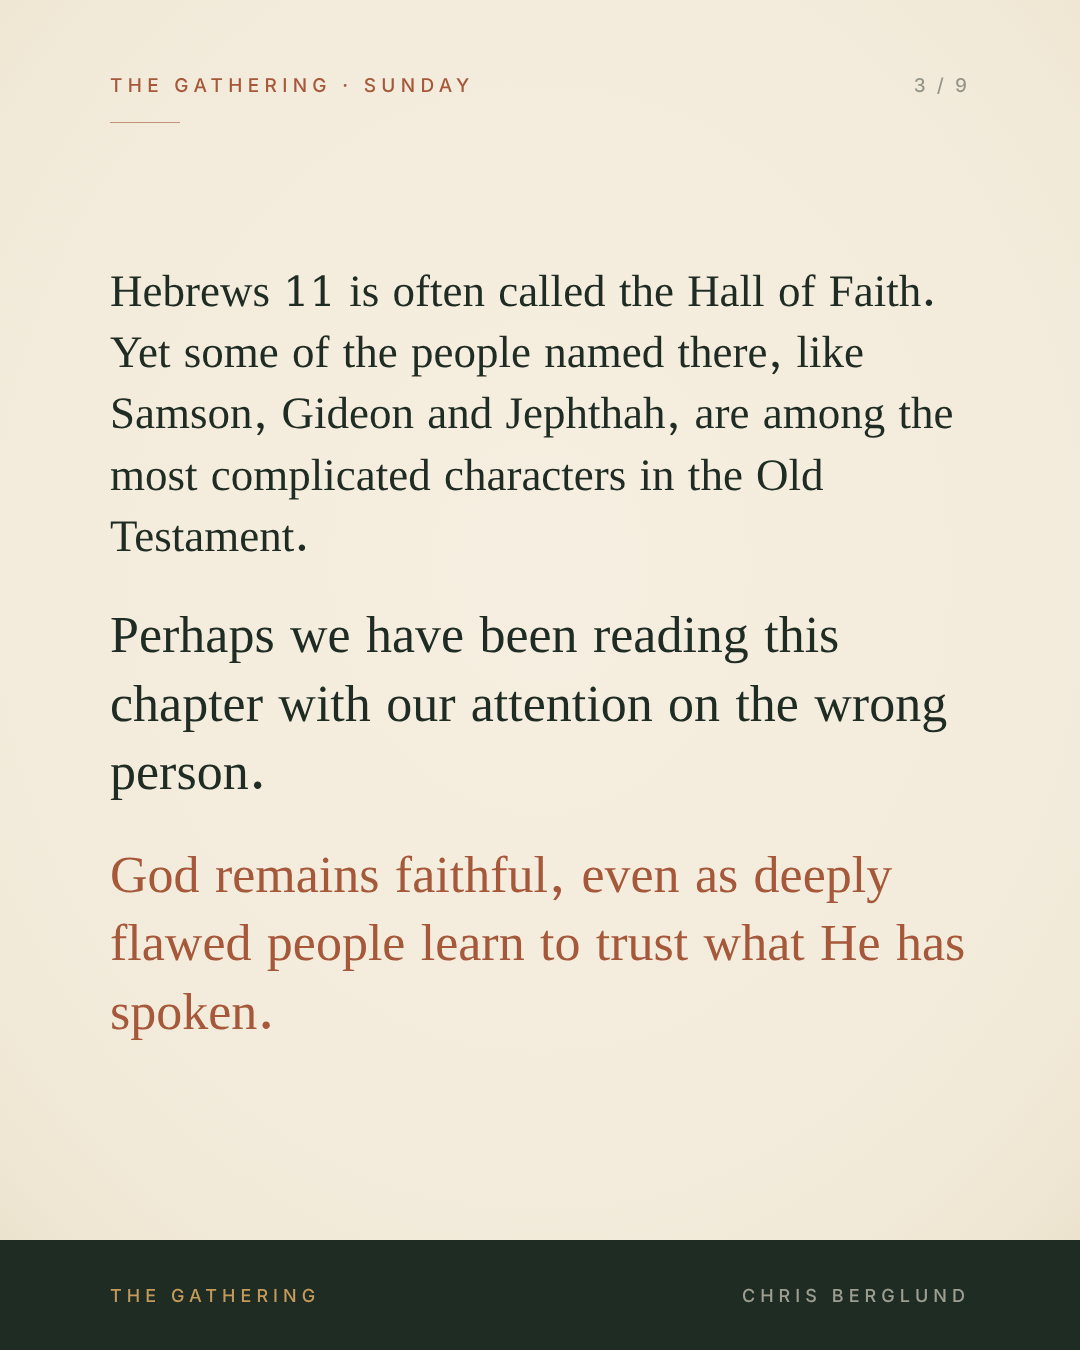 THE GATHERING · SUNDAY
3 / 9
Hebrews 11 is often called the Hall of Faith.
Yet some of the people named there, like
Samson, Gideon and Jephthah, are among the
most complicated characters in the Old
Testament.
Perhaps we have been reading this
chapter with our attention on the wrong
person.
God remains faithful, even as deeply
flawed people learn to trust what He has
spoken.
THE GATHERING
CHRIS BERGLUND